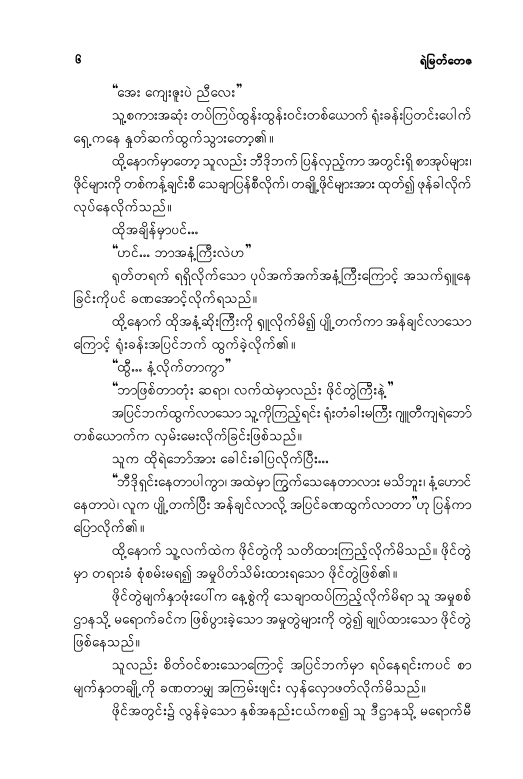 ၆ ရဲမြတ်တေဇ
“အေး ကျေးဇူးပဲ ညီလေး”
သူ့စကားအဆုံး တပ်ကြပ်ထွန်းထွန်းဝင်းတစ်ယောက် ရုံးခန်းပြတင်းပေါက်
ရှေ့ကနေ နှုတ်ဆက်ထွက်သွားတော့၏။
ထို့နောက်မှာတော့ သူလည်း ဘီဒိုဘက် ပြန်လှည့်ကာ အတွင်းရှိ စာအုပ်များ၊
ဖိုင်များကို တစ်ကန့်ချင်းစီ သေချာပြန်စီလိုက်၊ တချို့ဖိုင်များအား ထုတ်၍ ဖုန်ခါလိုက်
လုပ်နေလိုက်သည်။
ထိုအချိန်မှာပင်...
“ဟင်... ဘာအနံ့ကြီးလဲဟ”
ရုတ်တရက် ရရှိလိုက်သော ပုပ်အက်အက်အနံ့ကြီးကြောင့် အသက်ရှူနေ
ခြင်းကိုပင် ခဏအောင့်လိုက်ရသည်။
ထို့နောက် ထိုအနံ့ဆိုးကြီးကို ရှူလိုက်မိ၍ ပျို့တက်ကာ အန်ချင်လာသော
ကြောင့် ရုံးခန်းအပြင်ဘက် ထွက်ခဲ့လိုက်၏။
“ထွီ... နံ့လိုက်တာကွာ”
“ဘာဖြစ်တာတုံး ဆရာ၊ လက်ထဲမှာလည်း ဖိုင်တွဲကြီးနဲ့”
အပြင်ဘက်ထွက်လာသော သူ့ကိုကြည့်ရင်း ရုံးတံခါးမကြီး ဂျူတီကျရဲဘော်
တစ်ယောက်က လှမ်းမေးလိုက်ခြင်းဖြစ်သည်။
သူက ထိုရဲဘော်အား ခေါင်းခါပြလိုက်ပြီး...
“ဘီဒိုရှင်းနေတာပါကွာ၊ အထဲမှာ ကြွက်သေနေတာလား မသိဘူး၊ နံ့ဟောင်
နေတာပဲ၊ လူက ပျို့တက်ပြီး အန်ချင်လာလို့ အပြင်ခဏထွက်လာတာ”ဟု ပြန်ကာ
ပြောလိုက်၏။
ထို့နောက် သူ့လက်ထဲက ဖိုင်တွဲကို သတိထားကြည့်လိုက်မိသည်။ ဖိုင်တွဲ
မှာ တရားခံ စုံစမ်းမရ၍ အမှုပိတ်သိမ်းထားရသော ဖိုင်တွဲဖြစ်၏။
ဖိုင်တွဲမျက်နှာဖုံးပေါ်က နေ့စွဲကို သေချာထပ်ကြည့်လိုက်မိရာ သူ အမှုစစ်
ဌာနသို့ မရောက်ခင်က ဖြစ်ပွားခဲ့သော အမှုတွဲများကို တွဲ၍ ချုပ်ထားသော ဖိုင်တွဲ
ဖြစ်နေသည်။
သူလည်း စိတ်ဝင်စားသောကြောင့် အပြင်ဘက်မှာ ရပ်နေရင်းကပင် စာ
မျက်နှာတချို့ကို ခဏတာမျှ အကြမ်းဖျင်း လှန်လှောဖတ်လိုက်မိသည်။
ဖိုင်အတွင်း၌ လွန်ခဲ့သော နှစ်အနည်းငယ်ကစ၍ သူ ဒီဌာနသို့ မရောက်မီ